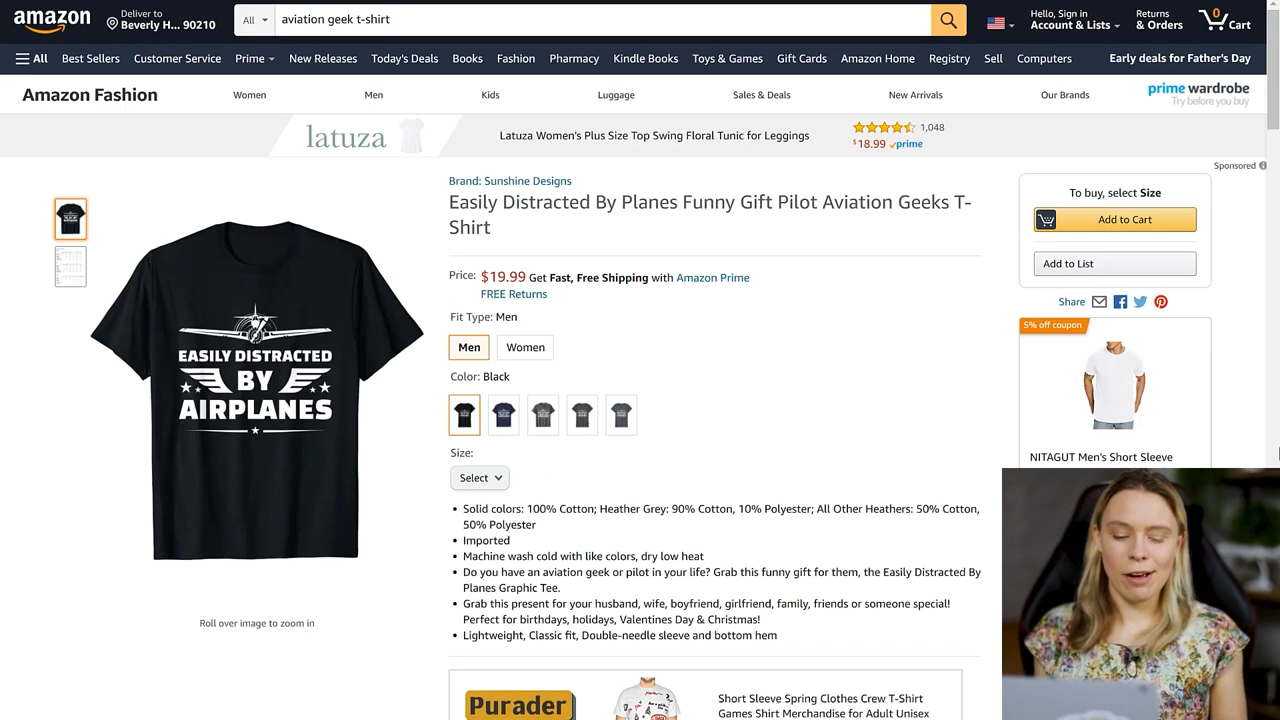 amazon
Deliver to
Beverly H... 90210
All
aviation geek t-shirt
Hello, Sign in
Account & Lists
Returns
& Orders
0
Cart
All
Best Sellers
Customer Service
Prime
New Releases
Today's Deals
Books
Fashion
Pharmacy
Kindle Books
Toys & Games
Gift Cards
Amazon Home
Registry
Sell
Computers
Early deals for Father's Day
Amazon Fashion
Women
Men
Kids
Luggage
Sales & Deals
New Arrivals
Our Brands
prime wardrobe
Try before you buy
latuza
Latuza Women's Plus Size Top Swing Floral Tunic for Leggings
1,048
$18.99 prime
Sponsored
Brand: Sunshine Designs
Easily Distracted By Planes Funny Gift Pilot Aviation Geeks T-
Shirt
Price: $19.99 Get Fast, Free Shipping with Amazon Prime
FREE Returns
Fit Type: Men
Men
Women
Color: Black
Size:
Select
• Solid colors: 100% Cotton; Heather Grey: 90% Cotton, 10% Polyester; All Other Heathers: 50% Cotton,
50% Polyester
• Imported
• Machine wash cold with like colors, dry low heat
• Do you have an aviation geek or pilot in your life? Grab this funny gift for them, the Easily Distracted By
Planes Graphic Tee.
• Grab this present for your husband, wife, boyfriend, girlfriend, family, friends or someone special!
Perfect for birthdays, holidays, Valentines Day & Christmas!
• Lightweight, Classic fit, Double-needle sleeve and bottom hem
EASILY DISTRACTED
BY
AIRPLANES
Roll over image to zoom in
To buy, select Size
Add to Cart
Add to List
Share
5% off coupon
NITAGUT Men's Short Sleeve
Purader
Short Sleeve Spring Clothes Crew T-Shirt
Games Shirt Merchandise for Adult Unisex